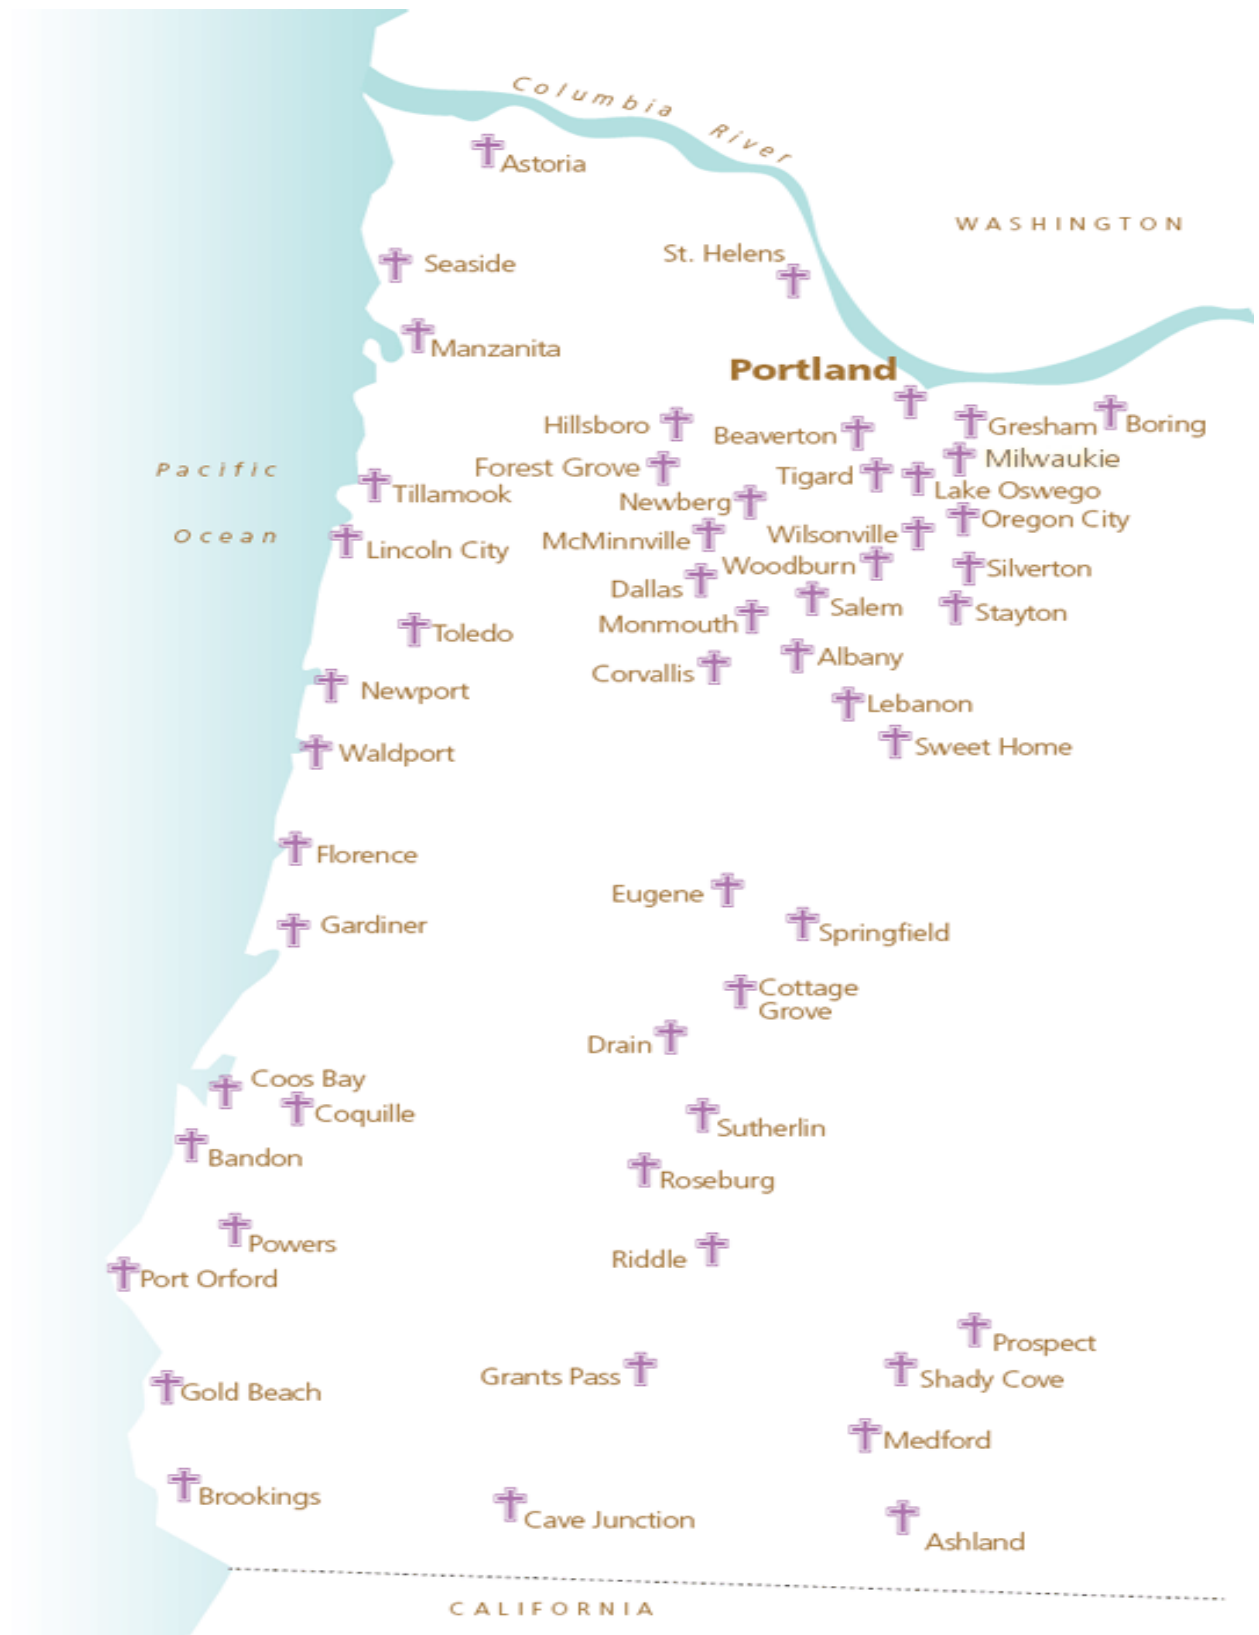 Columbia River
Astoria
WASHINGTON
St. Helens
Seaside
Manzanita
Portland
Hillsboro
Beaverton
Gresham
Boring
Pacific
Ocean
Forest Grove
Tigard
Milwaukie
Tillamook
Newberg
Lake Oswego
Lincoln City
McMinnville
Wilsonville
Oregon City
Woodburn
Silverton
Dallas
Salem
Stayton
Toledo
Monmouth
Albany
Corvallis
Newport
Lebanon
Waldport
Sweet Home
Florence
Eugene
Gardiner
Springfield
Cottage
Grove
Drain
Coos Bay
Coquille
Sutherlin
Bandon
Roseburg
Powers
Riddle
Port Orford
Prospect
Grants Pass
Shady Cove
Gold Beach
Medford
Brookings
Cave Junction
Ashland
CALIFORNIA